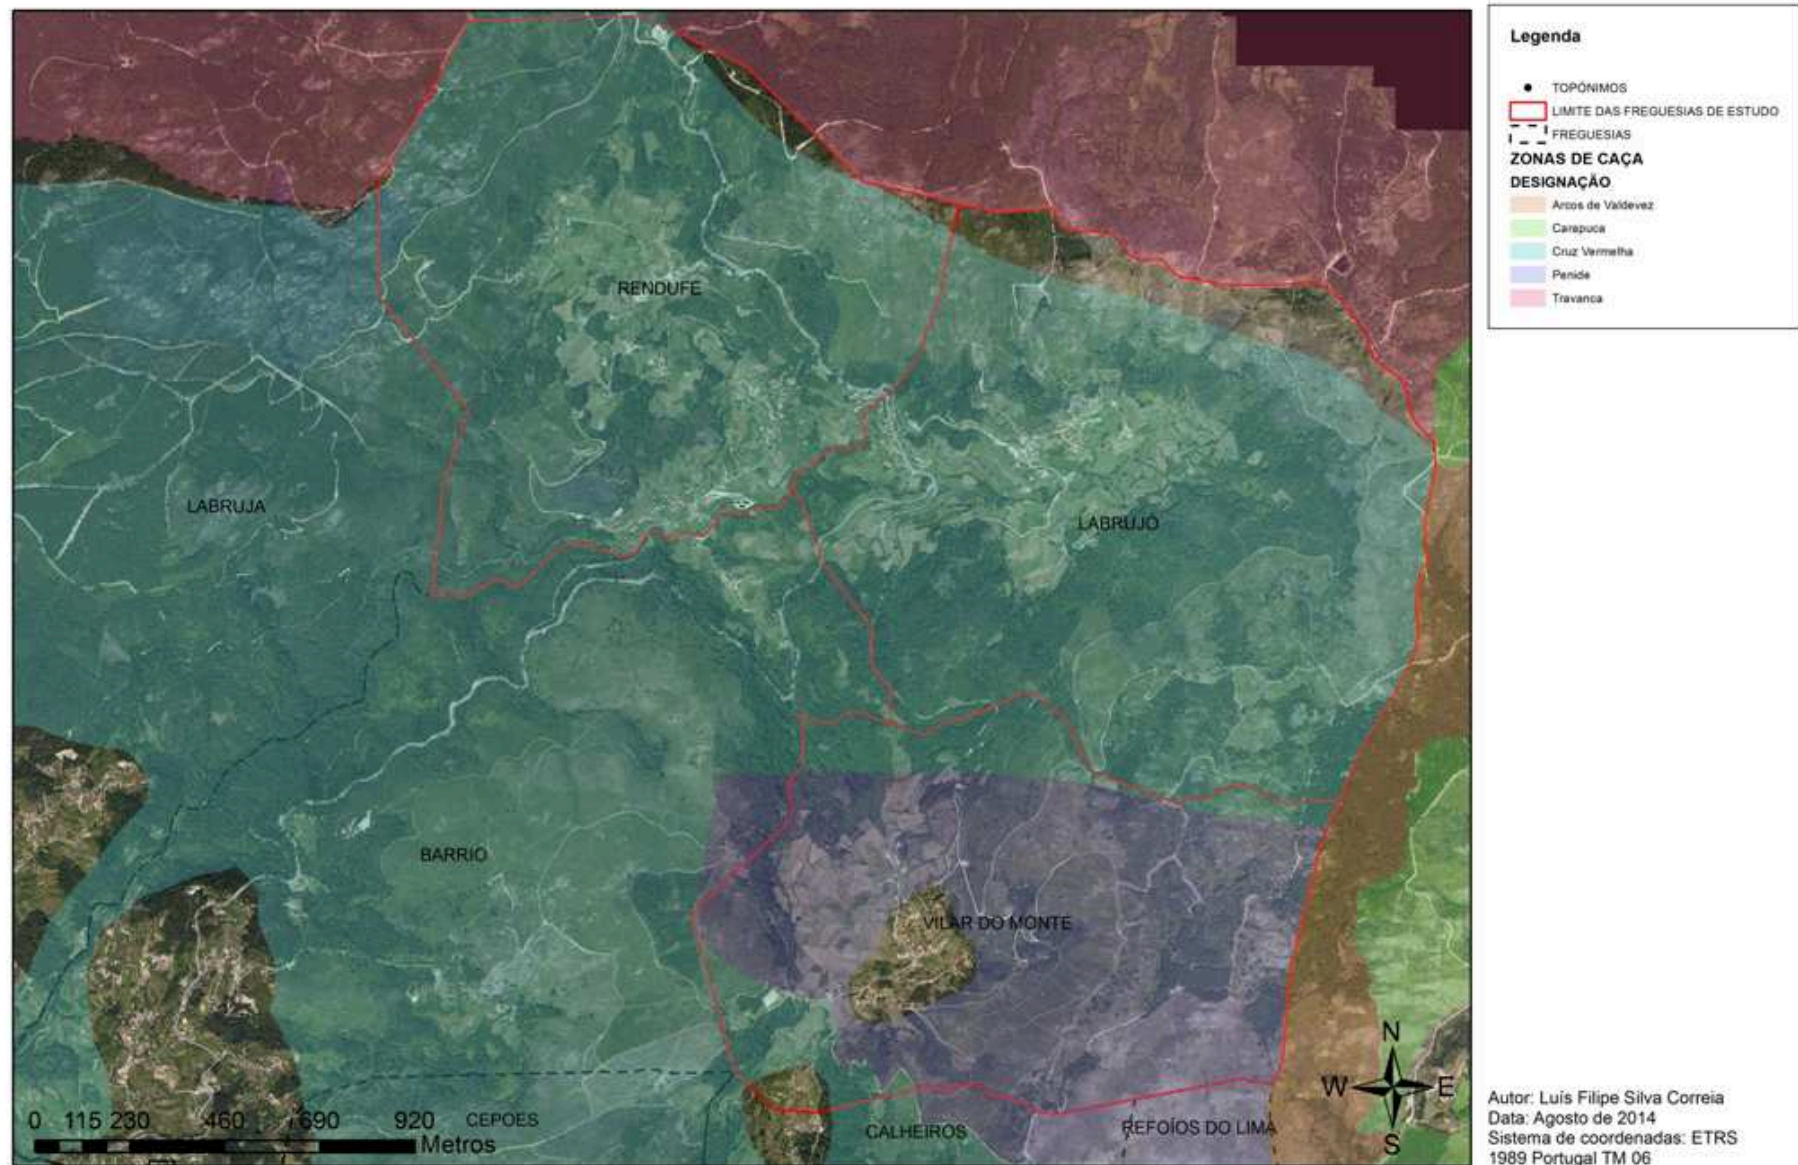 Legenda
TOPÓNIMOS
LIMITE DAS FREGUESIAS DE ESTUDO
FREGUESIAS
ZONAS DE CAÇA
DESIGNAÇÃO
Arcos de Valdevez
Carapuca
Cruz Vermelha
Penide
Travanca
RENDUFE
LABRUJA
LABRUJÓ
BARRIO
VILAR DO MONTE
N
W E
S
0 115 230 460 690 920
Metros
CEPOES
CALHEIROS
REFOÍOS DO LIMA
Autor: Luís Filipe Silva Correia
Data: Agosto de 2014
Sistema de coordenadas: ETRS
1989 Portugal TM 06